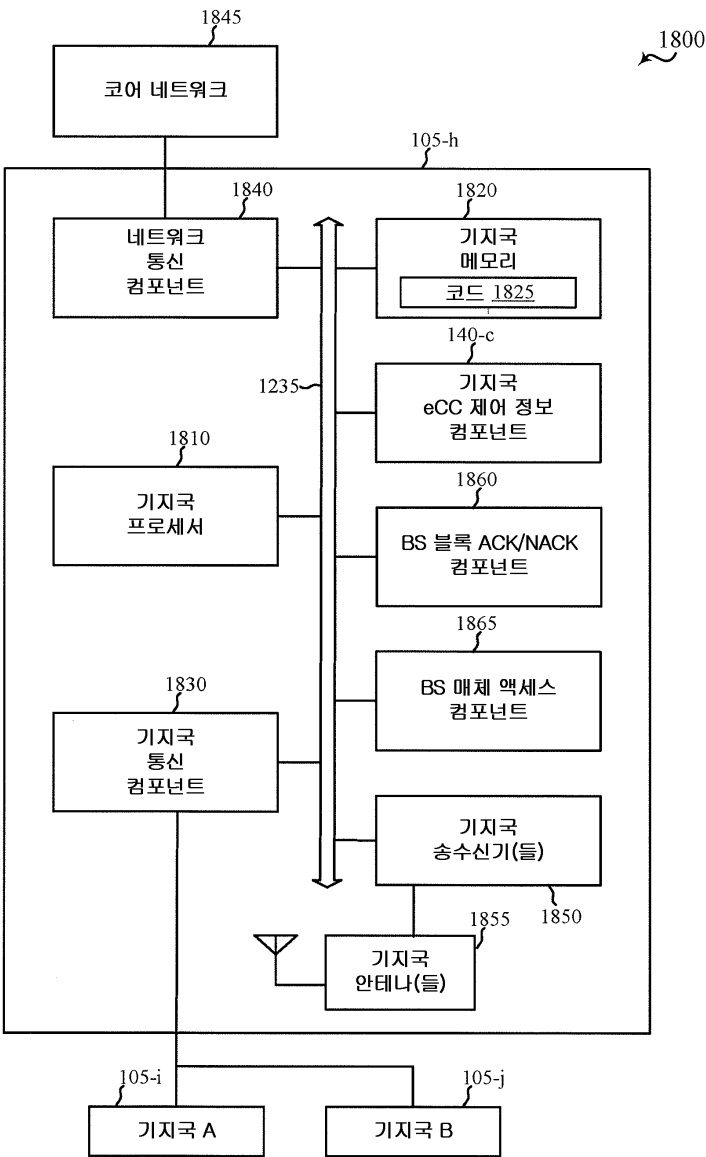 1845
1800
코어 네트워크
105-h
1840
네트워크
통신
컴포넌트
1820
기지국
메모리
코드 1825
140-c
1235
기지국
eCC 제어 정보
컴포넌트
1810
기지국
프로세서
1860
BS 블록 ACK/NACK
컴포넌트
1865
BS 매체 액세스
컴포넌트
1830
기지국
통신
컴포넌트
기지국
송수신기(들)
1850
1855
기지국
안테나(들)
105-i
기지국 A
105-j
기지국 B